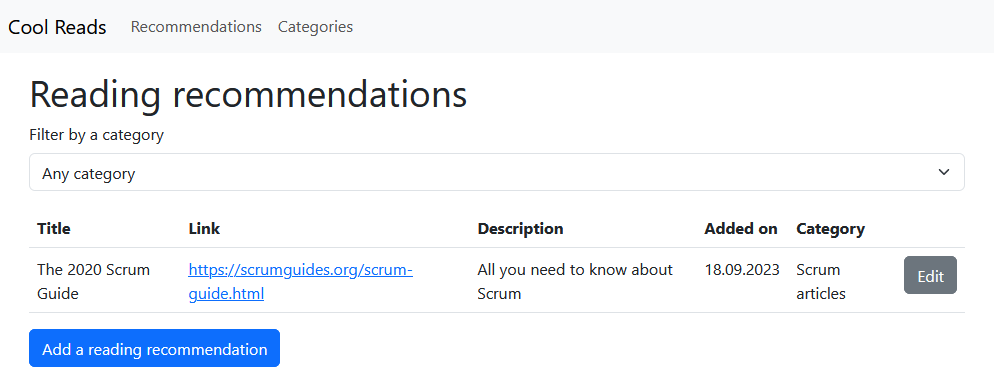 Cool Reads Recommendations Categories
Reading recommendations
Filter by a category
Any category
Title Link Description Added on Category
The 2020 Scrum https://scrumguides.org/scrum- All you need to know about 18.09.2023 Scrum Edit
Guide guide.html Scrum articles
Add a reading recommendation